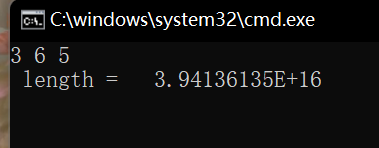 C:\windows\system32\cmd.exe
3 6 5
length = 3.94136135E+16